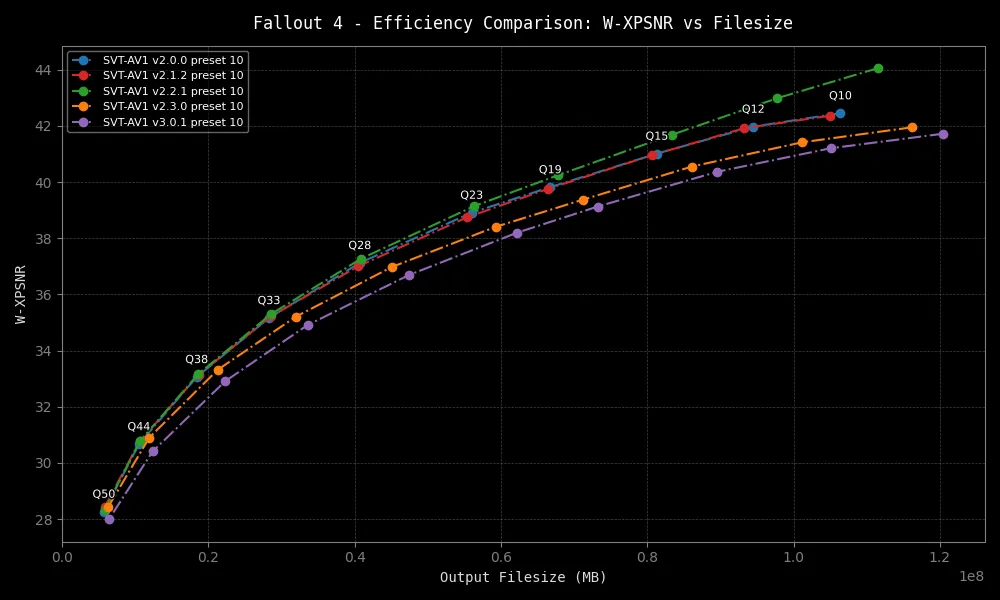 Fallout 4 - Efficiency Comparison: W-XPSNR vs Filesize
SVT-AV1 v2.0.0 preset 10
SVT-AV1 v2.1.2 preset 10
SVT-AV1 v2.2.1 preset 10
SVT-AV1 v2.3.0 preset 10
SVT-AV1 v3.0.1 preset 10
44
42
40
38
36
34
32
30
28
W-XPSNR
Q10
Q12
Q15
Q19
Q23
Q28
Q33
Q38
Q44
Q50
0.0
0.2
0.4
0.6
0.8
1.0
1.2
1e8
Output Filesize (MB)